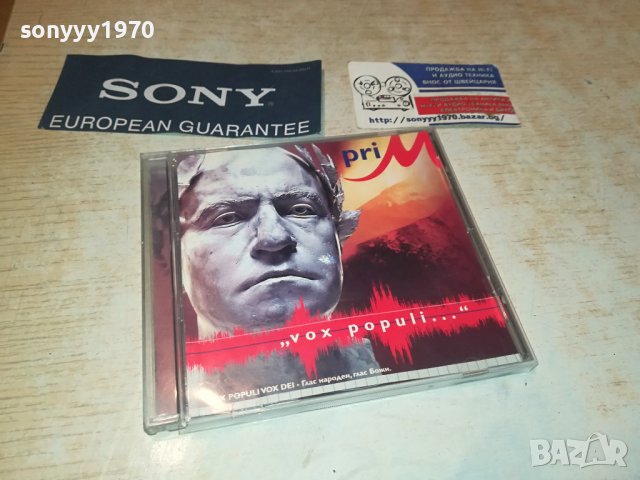 sonyyy1970
SONY
EUROPEAN GUARANTEE
ПРОДАЖБА НА Hi-Fi
И АУДИО ТЕХНИКА
ВНОС ОТ ШВЕЙЦАРИЯ
http://sonyyy1970.bazar.bg/
priM
„vox populi..."
POPULI VOX DEI - Глас народен, глас Божи.
BAZAR